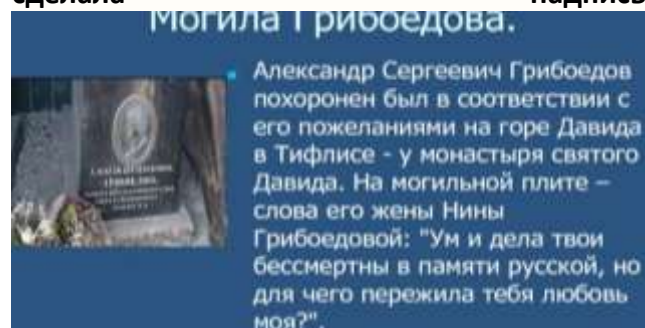 сделала надпись
Могила Грибоедова.
Александр Сергеевич Грибоедов
похоронен был в соответствии с
его пожеланиями на горе Давида
в Тифлисе - у монастыря святого
Давида. На могильной плите –
слова его жены Нины
Грибоедовой: "Ум и дела твои
бессмертны в памяти русской, но
для чего пережила тебя любовь
моя?".